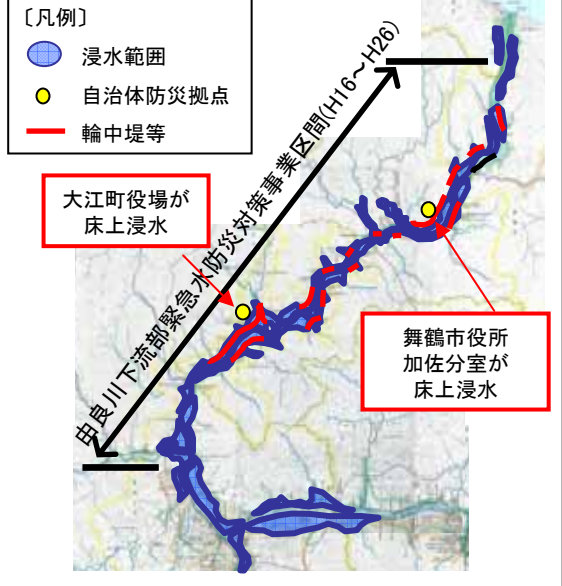 〔凡例〕
浸水範囲
自治体防災拠点
輪中堤等
由良川下流部緊急水防災対策事業区間(H16～H26)
大江町役場が
床上浸水
舞鶴市役所
加佐分室が
床上浸水